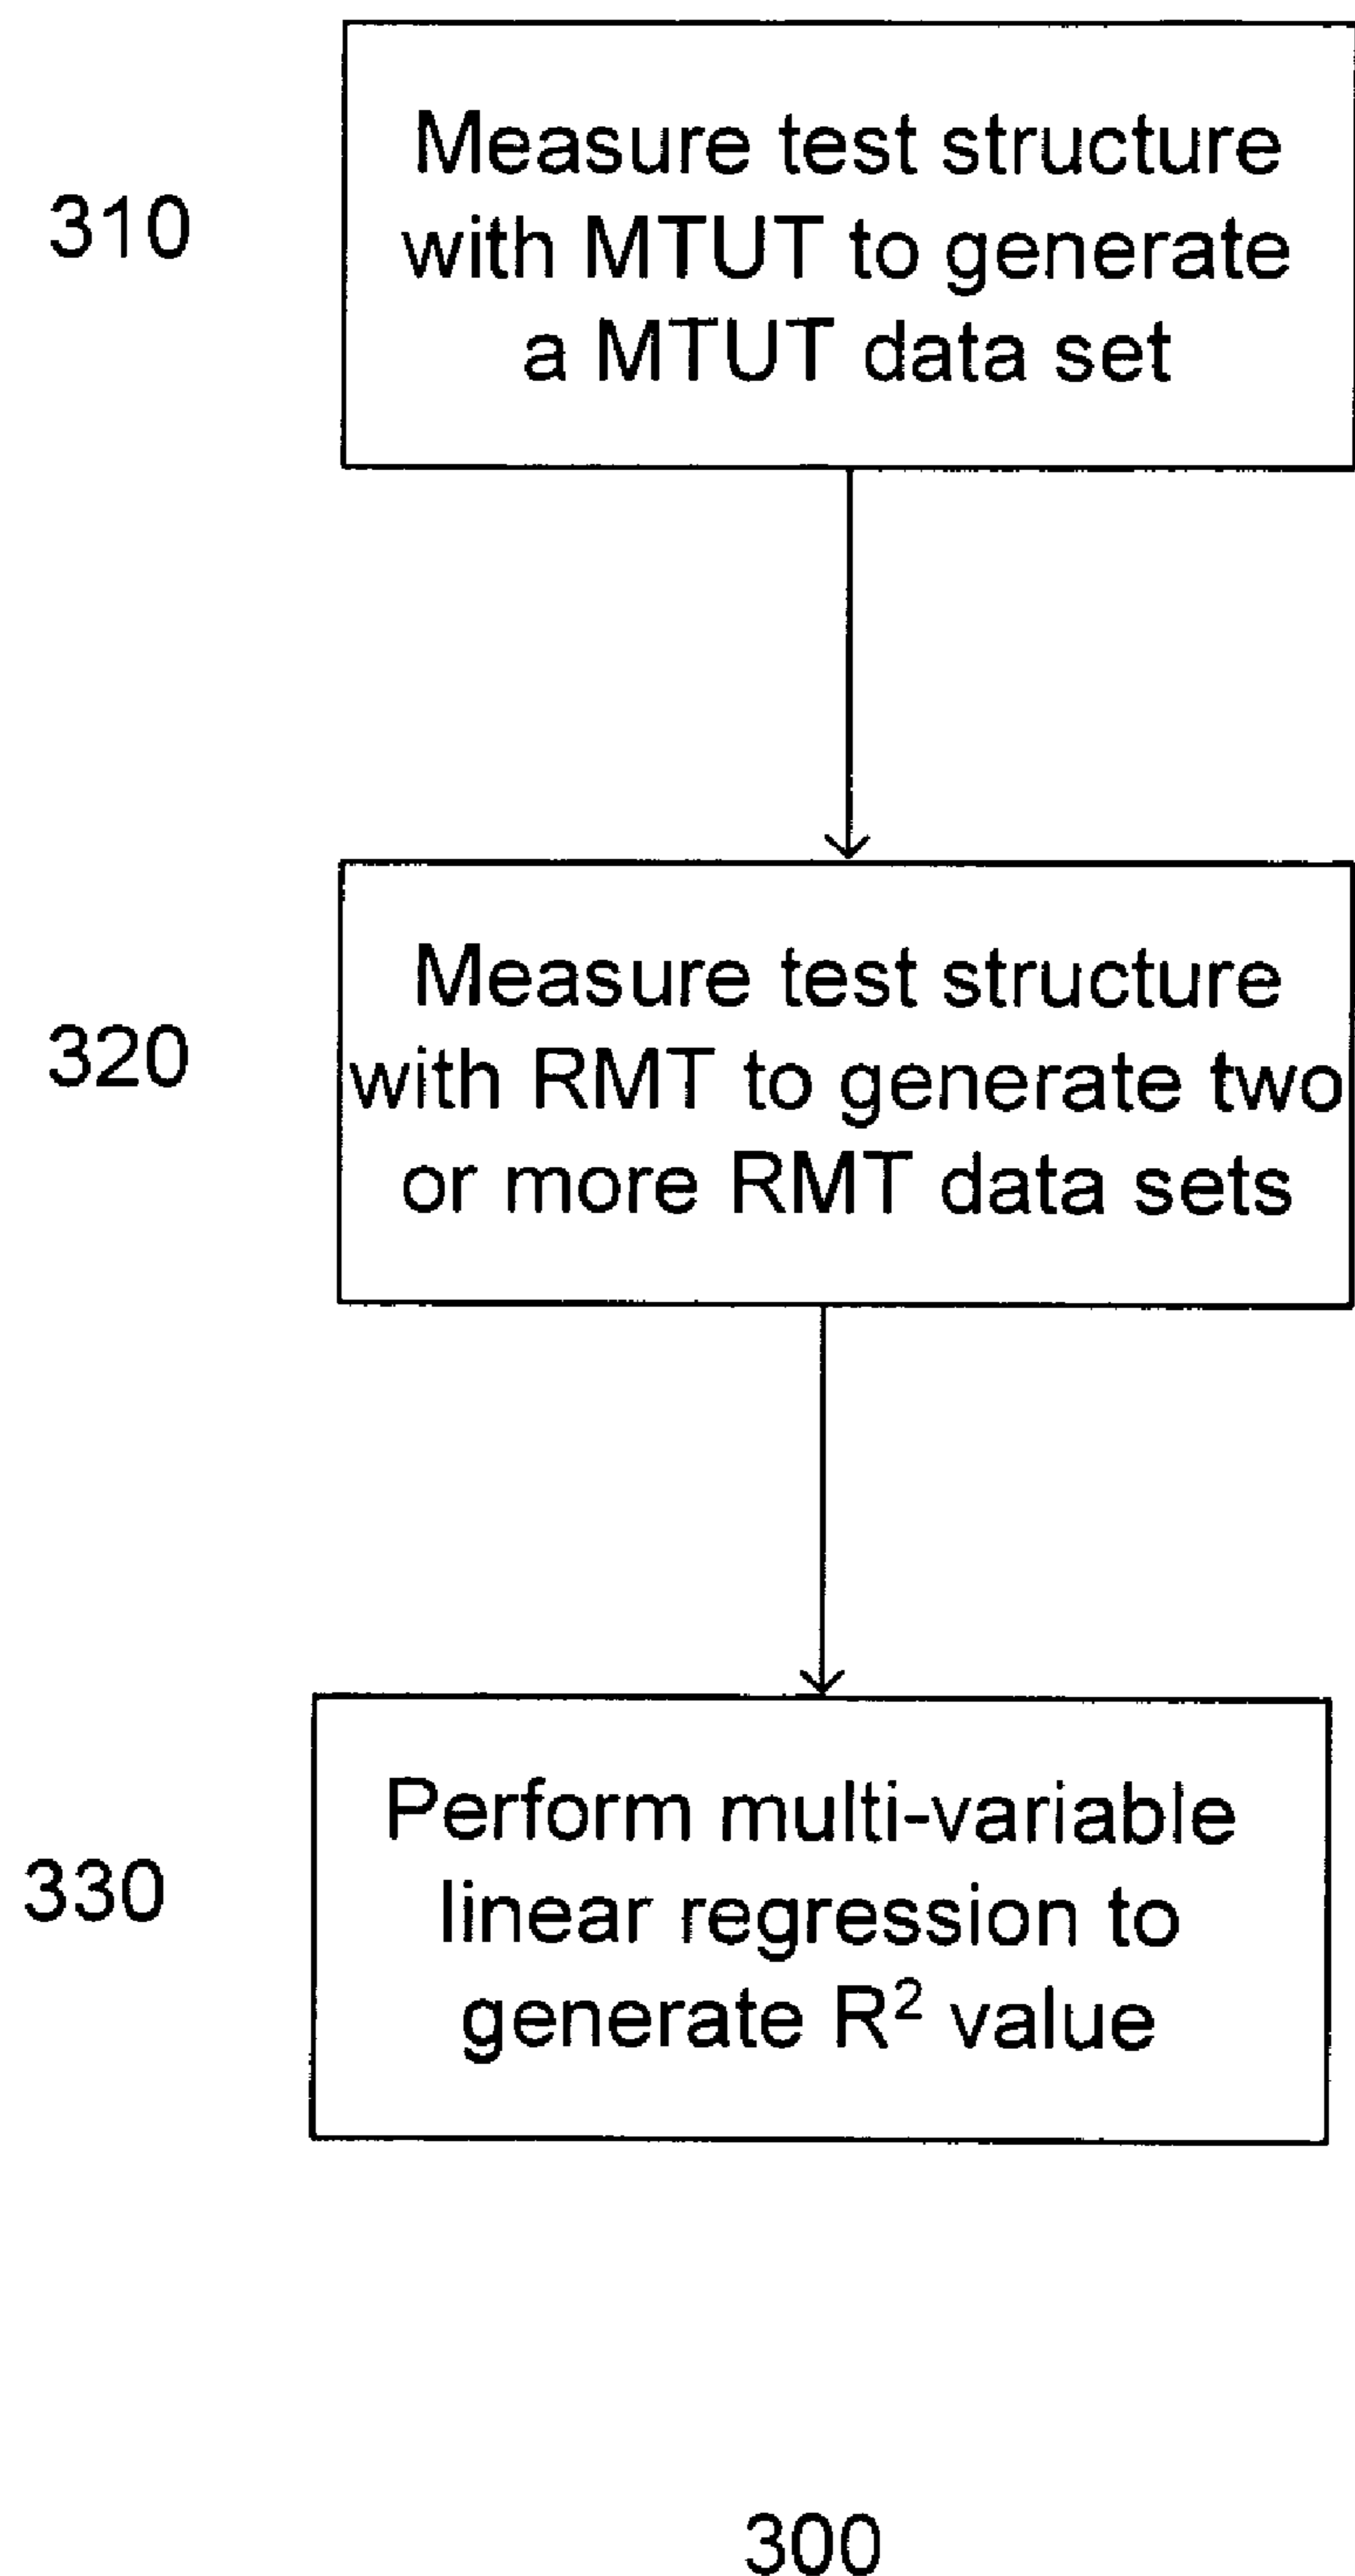 310
Measure test structure
with MTUT to generate
a MTUT data set
320
Measure test structure
with RMT to generate two
or more RMT data sets
330
Perform multi-variable
linear regression to
generate R² value
300